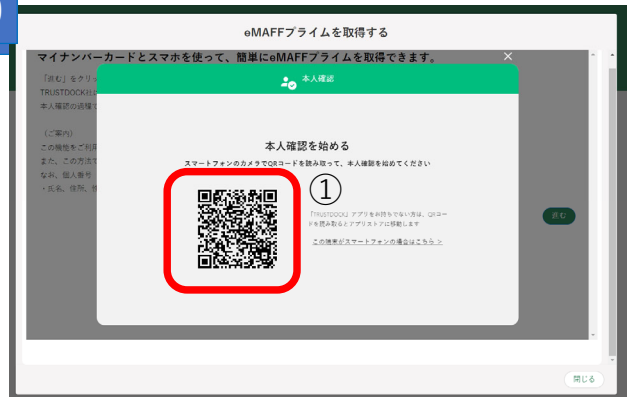 eMAFFプライムを取得する
マイナンバーカードとスマホを使って、簡単にeMAFFプライムを取得できます。
「進む」をクリッ
TRUSTDOCK社
本人確認の過程で
（ご案内）
この機能をご利用
また、この方法で
なお、個人番号
・氏名、住所、
本人確認
本人確認を始める
スマートフォンのカメラでQRコードを読み取って、本人確認を始めてください
①
「TRUSTDOCK」アプリをお持ちでない方は、QRコー
ドを読み取るとアプリストアに移動します
この端末がスマートフォンの場合はこちら >
進む
閉じる